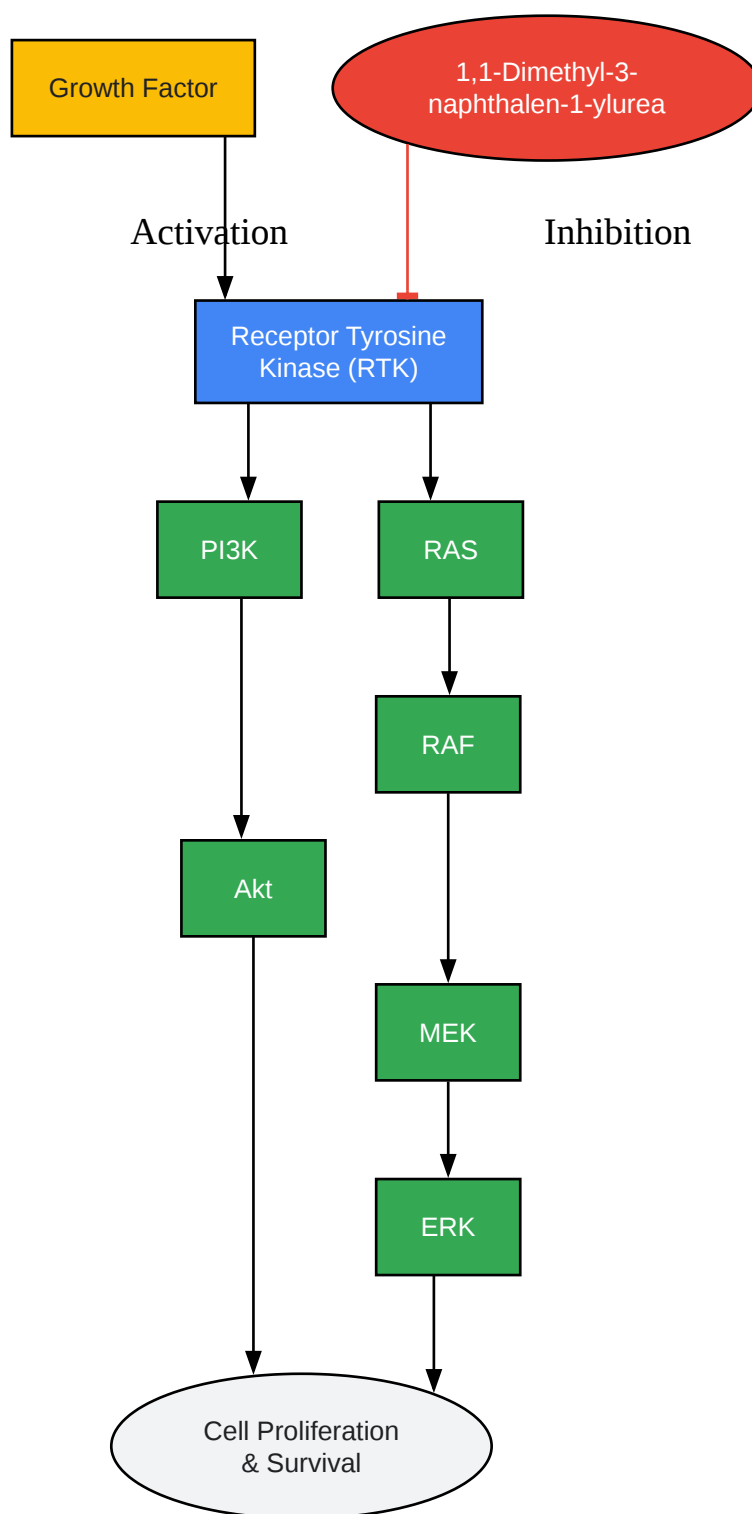 Growth Factor
1,1-Dimethyl-3-
naphthalen-1-ylurea
Activation
Inhibition
Receptor Tyrosine
Kinase (RTK)
PI3K
RAS
RAF
Akt
MEK
ERK
Cell Proliferation
& Survival